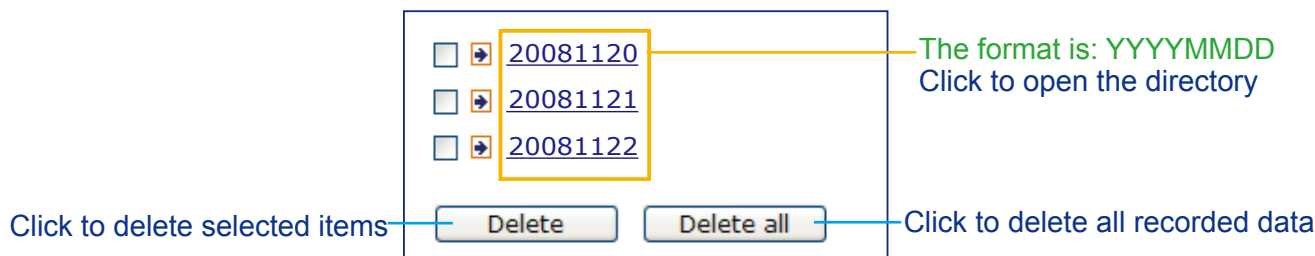 20081120
20081121
20081122
The format is: YYYYMMDD
Click to open the directory
Click to delete selected items
Delete
Delete all
Click to delete all recorded data